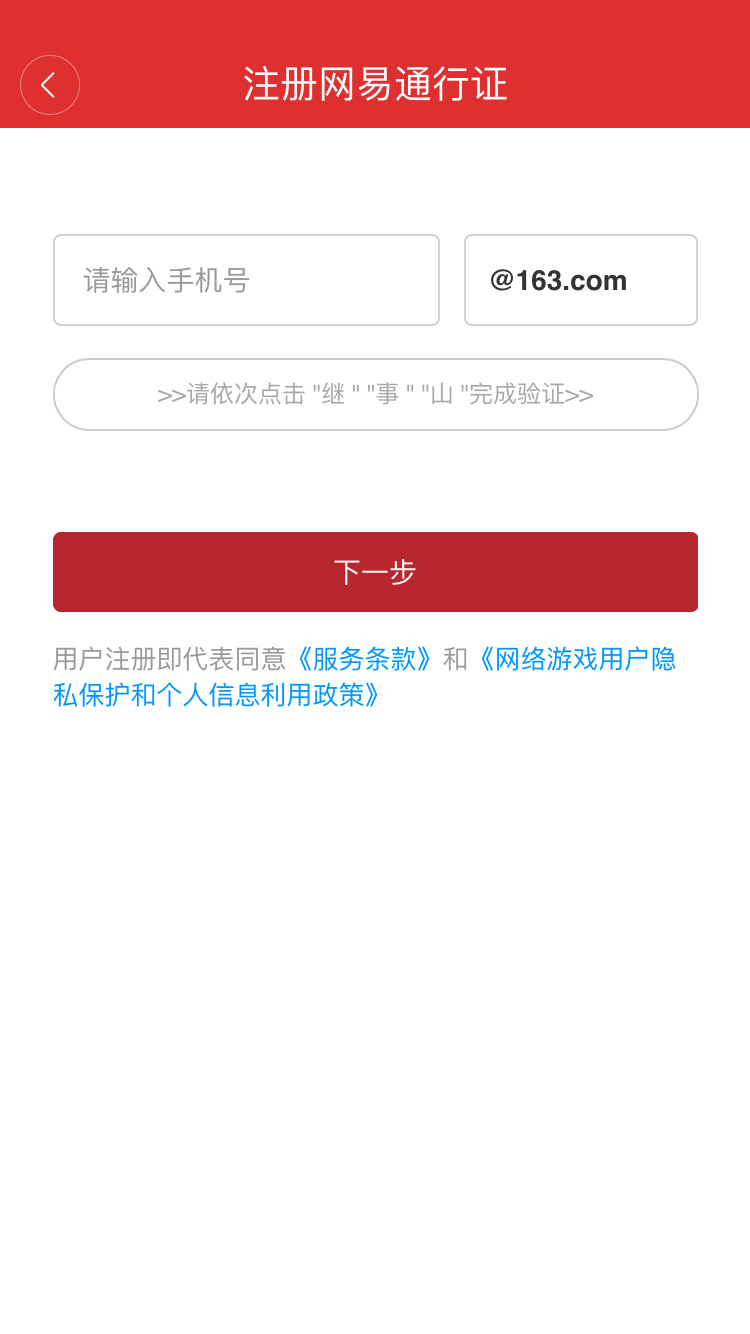 注册网易通行证
请输入手机号 @163.com
>>请依次点击 "继 " "事 " "山 "完成验证>>
下一步
用户注册即代表同意《服务条款》和《网络游戏用户隐
私保护和个人信息利用政策》